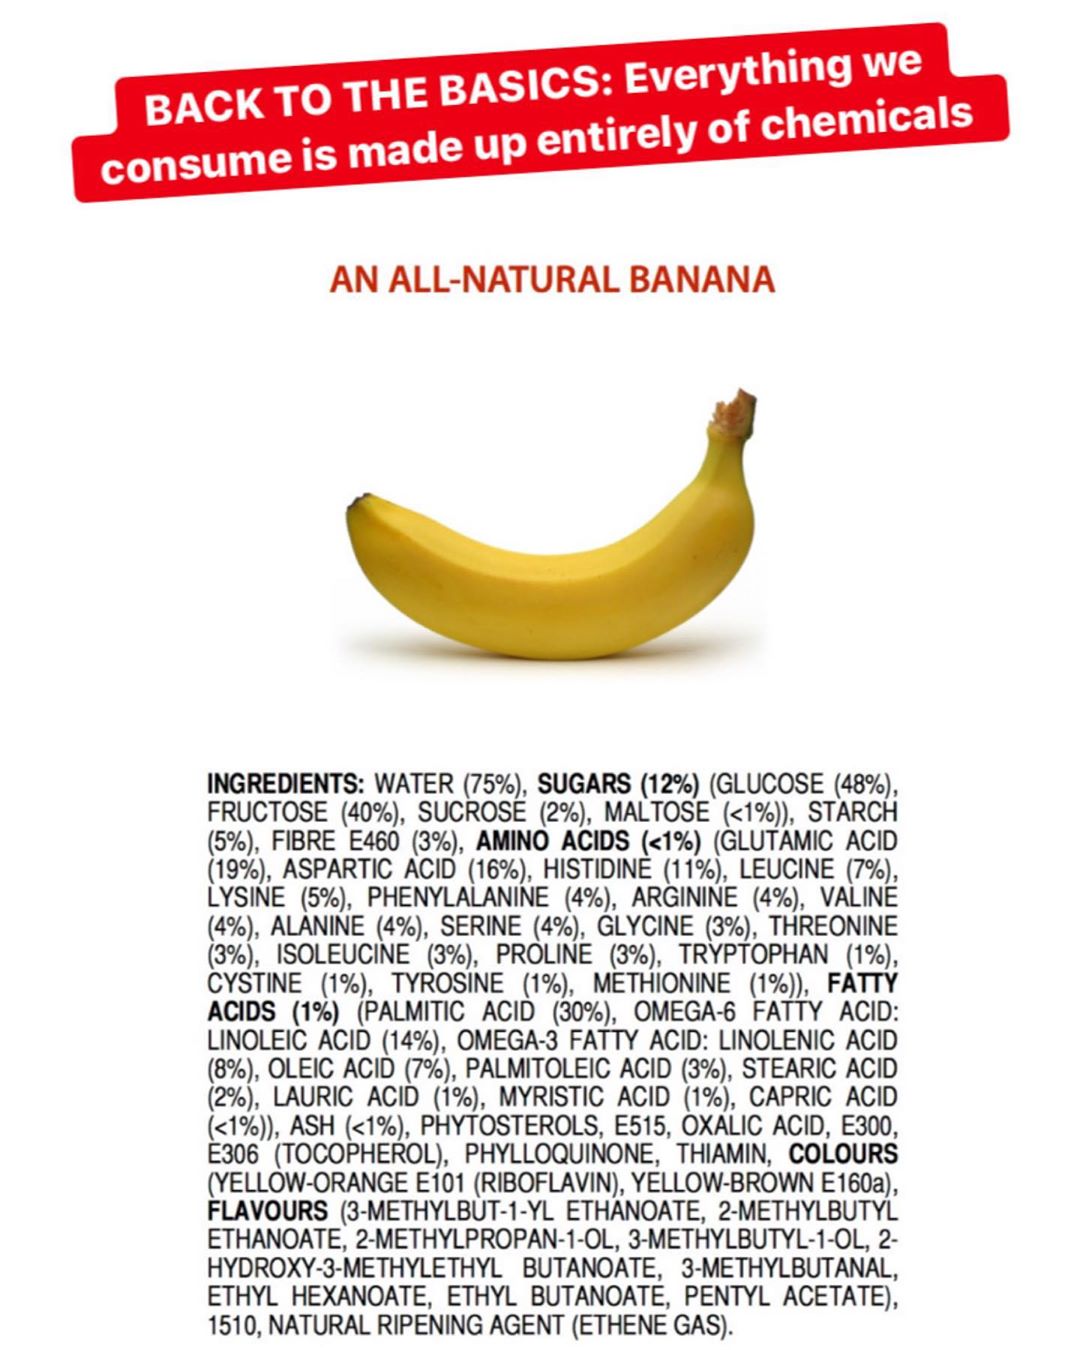 BACK TO THE BASICS: Everything we
consume is made up entirely of chemicals
AN ALL-NATURAL BANANA
INGREDIENTS: WATER (75%), SUGARS (12%) (GLUCOSE (48%),
FRUCTOSE (40%), SUCROSE (2%), MALTOSE (<1%)), STARCH
(5%), FIBRE E460 (3%), AMINO ACIDS (<1%) (GLUTAMIC ACID
(19%), ASPARTIC ACID (16%), HISTIDINE (11%), LEUCINE (7%),
LYSINE (5%), PHENYLALANINE (4%), ARGININE (4%), VALINE
(4%), ALANINE (4%), SERINE (4%), GLYCINE (3%), THREONINE
(3%), ISOLEUCINE (3%), PROLINE (3%), TRYPTOPHAN (1%),
CYSTINE (1%), TYROSINE (1%), METHIONINE (1%)), FATTY
ACIDS (1%) (PALMITIC ACID (30%), OMEGA-6 FATTY ACID:
LINOLEIC ACID (14%), OMEGA-3 FATTY ACID: LINOLENIC ACID
(8%), OLEIC ACID (7%), PALMITOLEIC ACID (3%), STEARIC ACID
(2%), LAURIC ACID (1%), MYRISTIC ACID (1%), CAPRIC ACID
(<1%)), ASH (<1%), PHYTOSTEROLS, E515, OXALIC ACID, E300,
E306 (TOCOPHEROL), PHYLLOQUINONE, THIAMIN, COLOURS
(YELLOW-ORANGE E101 (RIBOFLAVIN), YELLOW-BROWN E160a),
FLAVOURS (3-METHYLBUT-1-YL ETHANOATE, 2-METHYLBUTYL
ETHANOATE, 2-METHYLPROPAN-1-OL, 3-METHYLBUTYL-1-OL, 2-
HYDROXY-3-METHYLETHYL BUTANOATE, 3-METHYLBUTANAL,
ETHYL HEXANOATE, ETHYL BUTANOATE, PENTYL ACETATE),
1510, NATURAL RIPENING AGENT (ETHENE GAS).